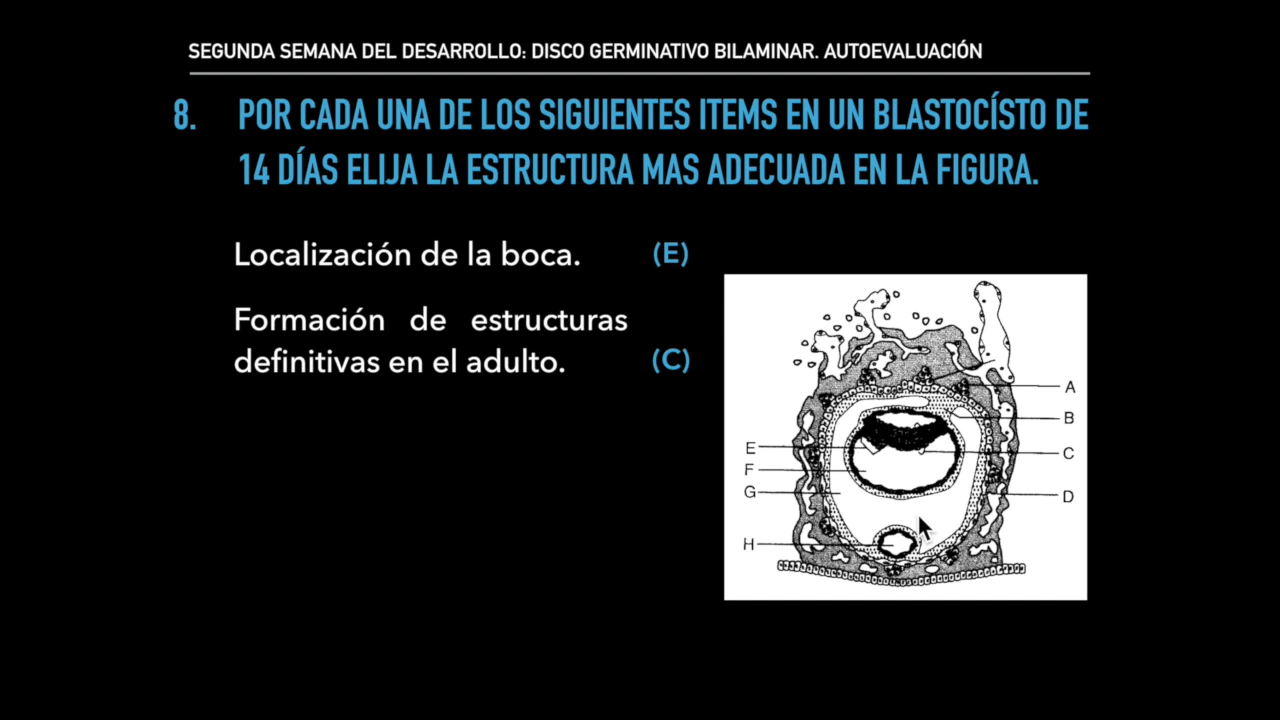 SEGUNDA SEMANA DEL DESARROLLO: DISCO GERMINATIVO BILAMINAR. AUTOEVALUACIÓN
8. POR CADA UNA DE LOS SIGUIENTES ITEMS EN UN BLASTOCÍSTO DE
14 DÍAS ELIJA LA ESTRUCTURA MAS ADECUADA EN LA FIGURA.
Localización de la boca. (E)
Formación de estructuras
definitivas en el adulto. (C)
A
B
E
C
F
G
D
H